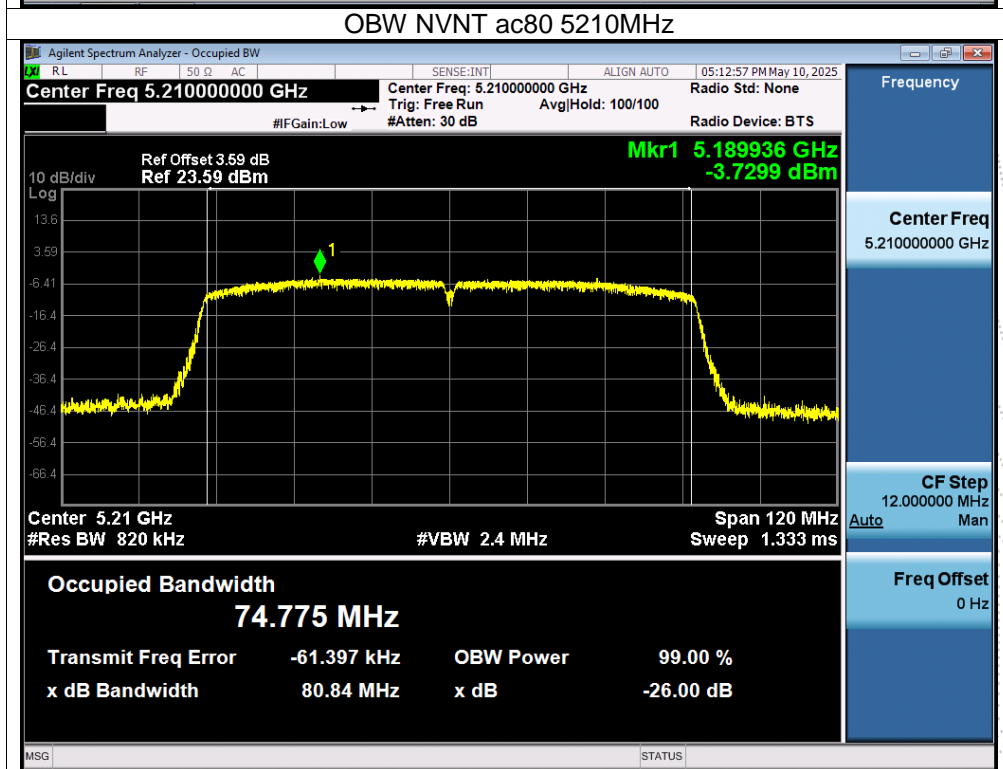 OBW NVNT ac80 5210MHz
Agilent Spectrum Analyzer - Occupied BW
LXI RL RF 50 Ω AC SENSE:INT ALIGN AUTO 05:12:57 PM May 10, 2025
Center Freq 5.210000000 GHz Center Freq: 5.210000000 GHz Radio Std: None Frequency
Trig: Free Run Avg|Hold: 100/100
#IFGain:Low #Atten: 30 dB Radio Device: BTS
Mkr1 5.189936 GHz
Ref Offset 3.59 dB
10 dB/div Ref 23.59 dBm -3.7299 dBm
Log
13.6
3.59
1
-6.41
-16.4
-26.4
-36.4
-46.4
-56.4
-66.4
Center Freq
5.210000000 GHz
Center 5.21 GHz Span 120 MHz
#Res BW 820 kHz #VBW 2.4 MHz Sweep 1.333 ms
CF Step
12.000000 MHz
Auto Man
Occupied Bandwidth
74.775 MHz
Transmit Freq Error -61.397 kHz OBW Power 99.00 %
x dB Bandwidth 80.84 MHz x dB -26.00 dB
Freq Offset
0 Hz
MSG STATUS